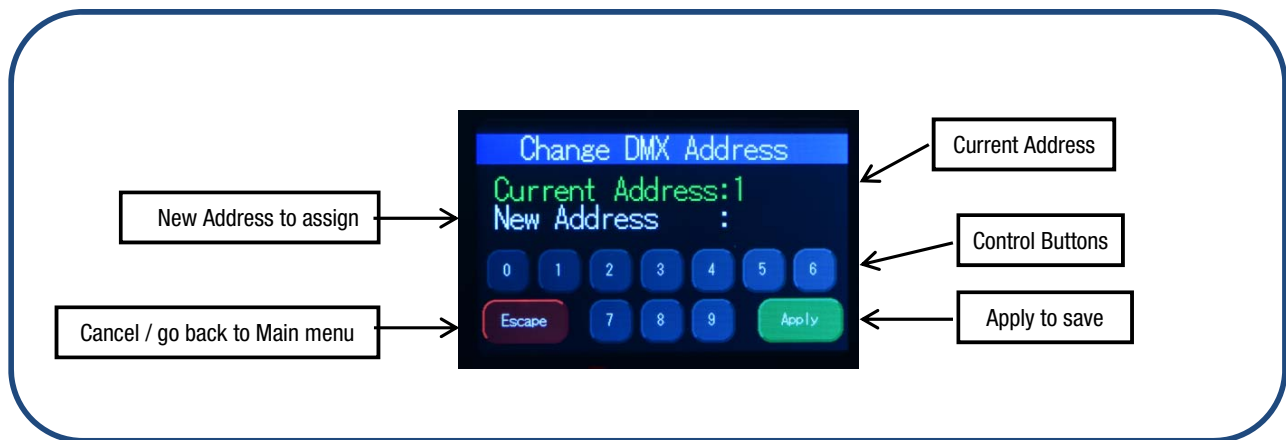 Change DMX Address
Current Address
Current Address:1
New Address to assign
New Address :
Control Buttons
0 1 2 3 4 5 6
Cancel / go back to Main menu
Escape 7 8 9 Apply
Apply to save